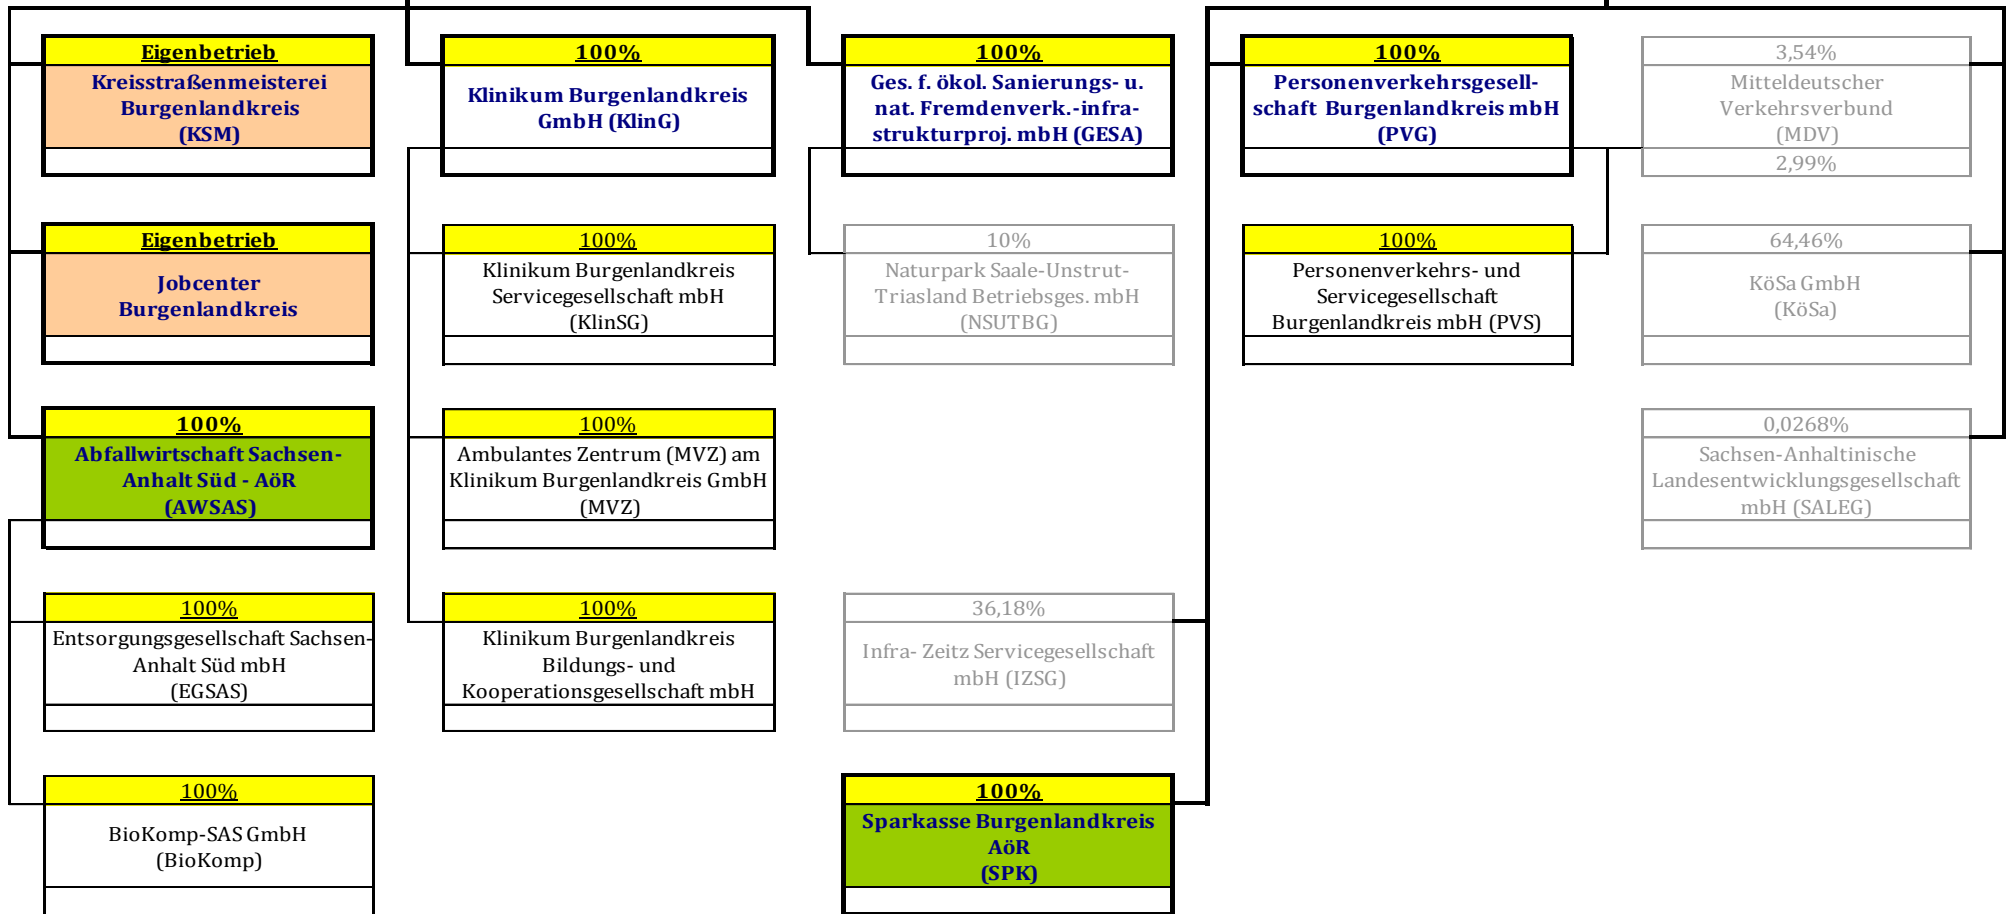 Eigenbetrieb
Kreisstraßenmeisterei
Burgenlandkreis
(KSM)
100%
Klinikum Burgenlandkreis
GmbH (KlinG)
100%
Ges. f. ökol. Sanierungs- u.
nat. Fremdenverk.-infra-
strukturproj. mbH (GESA)
100%
Personenverkehrsgesell-
schaft Burgenlandkreis mbH
(PVG)
3,54%
Mitteldeutscher
Verkehrsverbund
(MDV)
2,99%
Eigenbetrieb
Jobcenter
Burgenlandkreis
100%
Klinikum Burgenlandkreis
Servicegesellschaft mbH
(KlinSG)
10%
Naturpark Saale-Unstrut-
Triasland Betriebsges. mbH
(NSUTBG)
100%
Personenverkehrs- und
Servicegesellschaft
Burgenlandkreis mbH (PVS)
64,46%
KöSa GmbH
(KöSa)
100%
Abfallwirtschaft Sachsen-
Anhalt Süd - AöR
(AWSAS)
100%
Ambulantes Zentrum (MVZ) am
Klinikum Burgenlandkreis GmbH
(MVZ)
0,0268%
Sachsen-Anhaltinische
Landesentwicklungsgesellschaft
mbH (SALEG)
100%
Entsorgungsgesellschaft Sachsen-
Anhalt Süd mbH
(EGSAS)
100%
Klinikum Burgenlandkreis
Bildungs- und
Kooperationsgesellschaft mbH
36,18%
Infra- Zeitz Servicegesellschaft
mbH (IZSG)
100%
BioKomp-SAS GmbH
(BioKomp)
100%
Sparkasse Burgenlandkreis
AöR
(SPK)